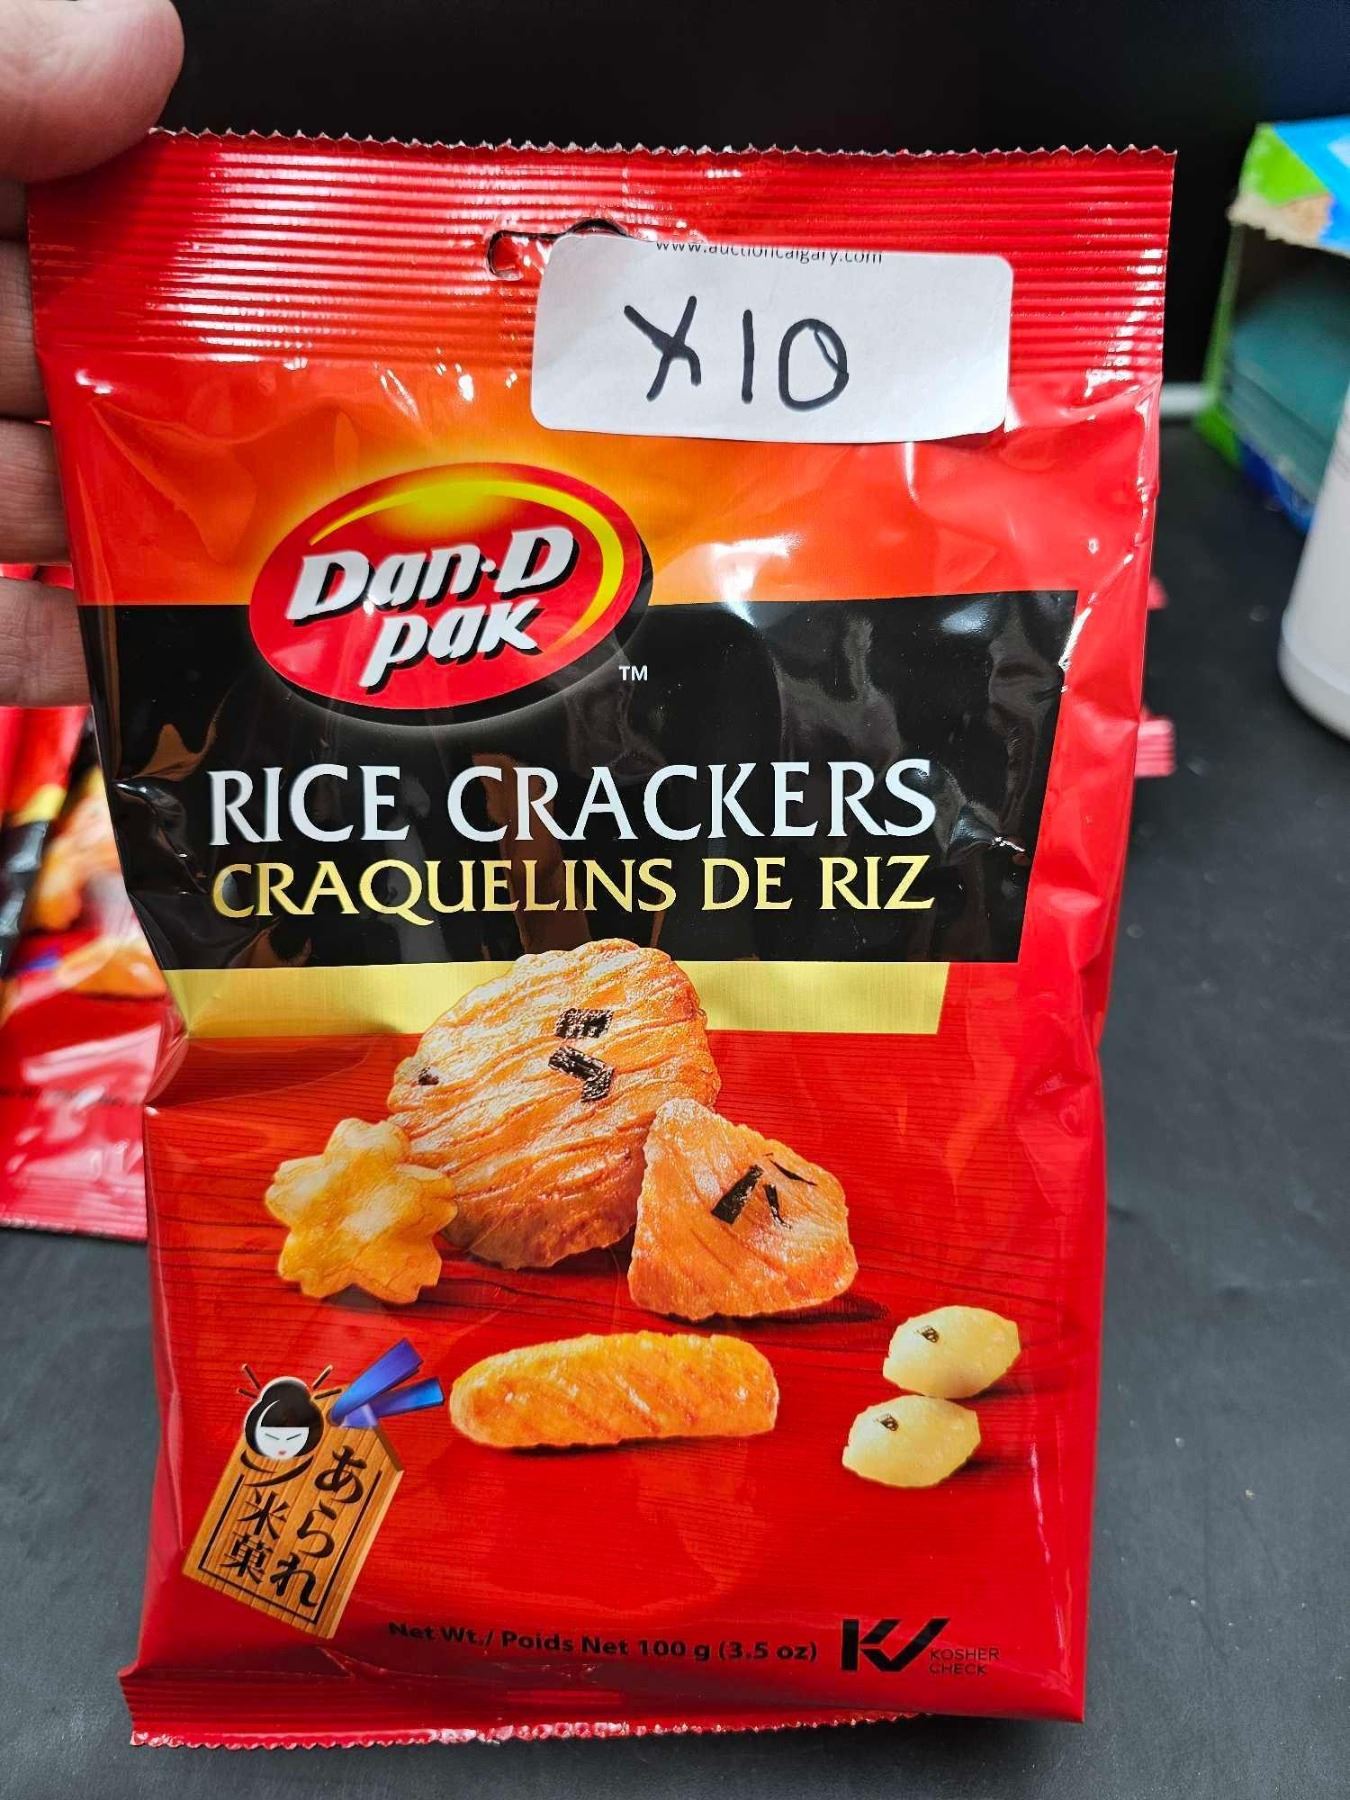 www.auctioncalgary.com
X10
Dan·D
pak
TM
RICE CRACKERS
CRAQUELINS DE RIZ
あられ
米菓
Net Wt./ Poids Net 100 g (3.5 oz)
KOSHER
CHECK